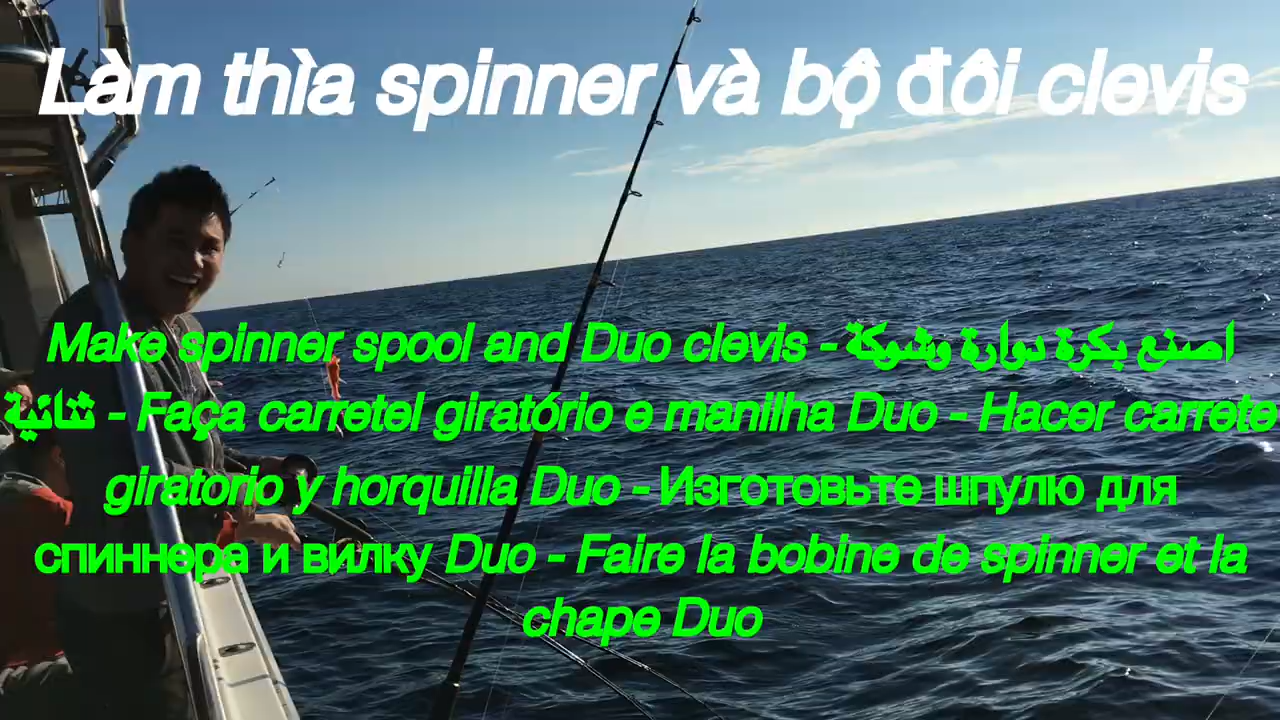 Làm thìa spinner và bộ đôi clevis
Make spinner spool and Duo clevis - اصنع بكرة دوارة وشوكة
ثنائية - Faça carretel giratório e manilha Duo - Hacer carrete
giratorio y horquilla Duo - Изготовьте шпулю для
спиннера и вилку Duo - Faire la bobine de spinner et la
chape Duo